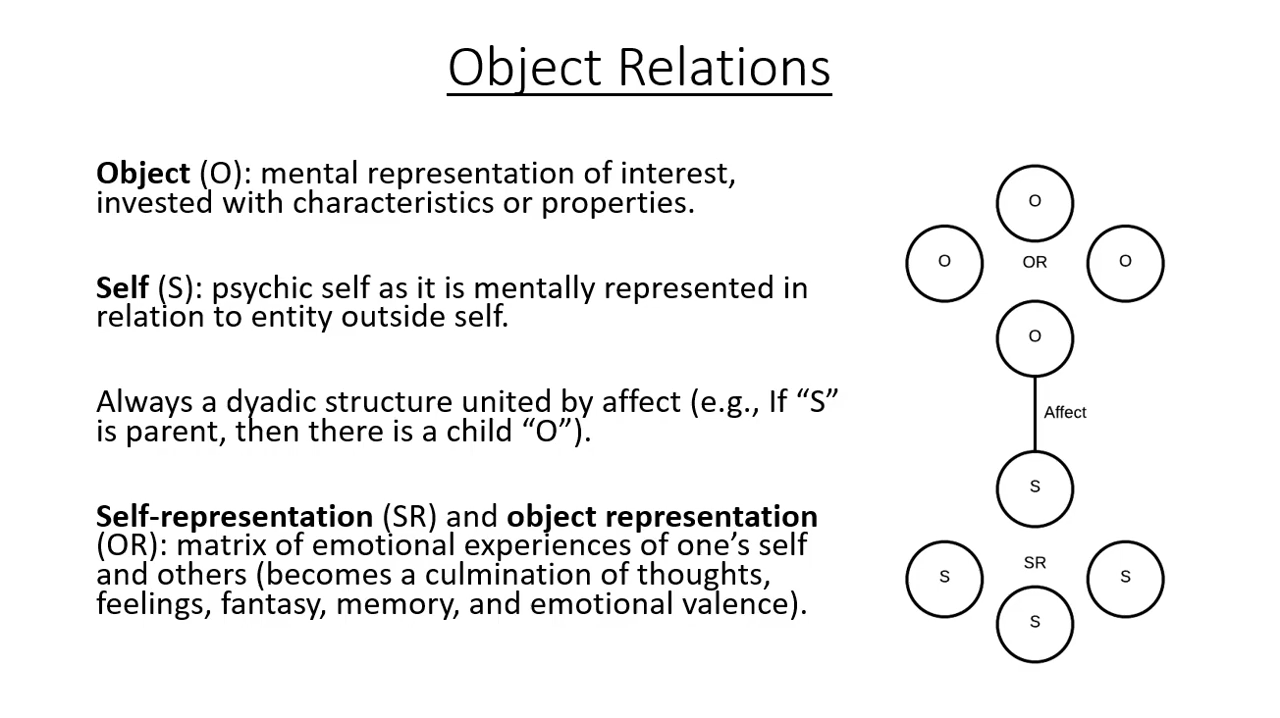 Object Relations
Object (O): mental representation of interest,
invested with characteristics or properties.
Self (S): psychic self as it is mentally represented in
relation to entity outside self.
Always a dyadic structure united by affect (e.g., If “S”
is parent, then there is a child “O”).
Self-representation (SR) and object representation
(OR): matrix of emotional experiences of one’s self
and others (becomes a culmination of thoughts,
feelings, fantasy, memory, and emotional valence).
O
O OR O
O
Affect
S
SR
S S
S